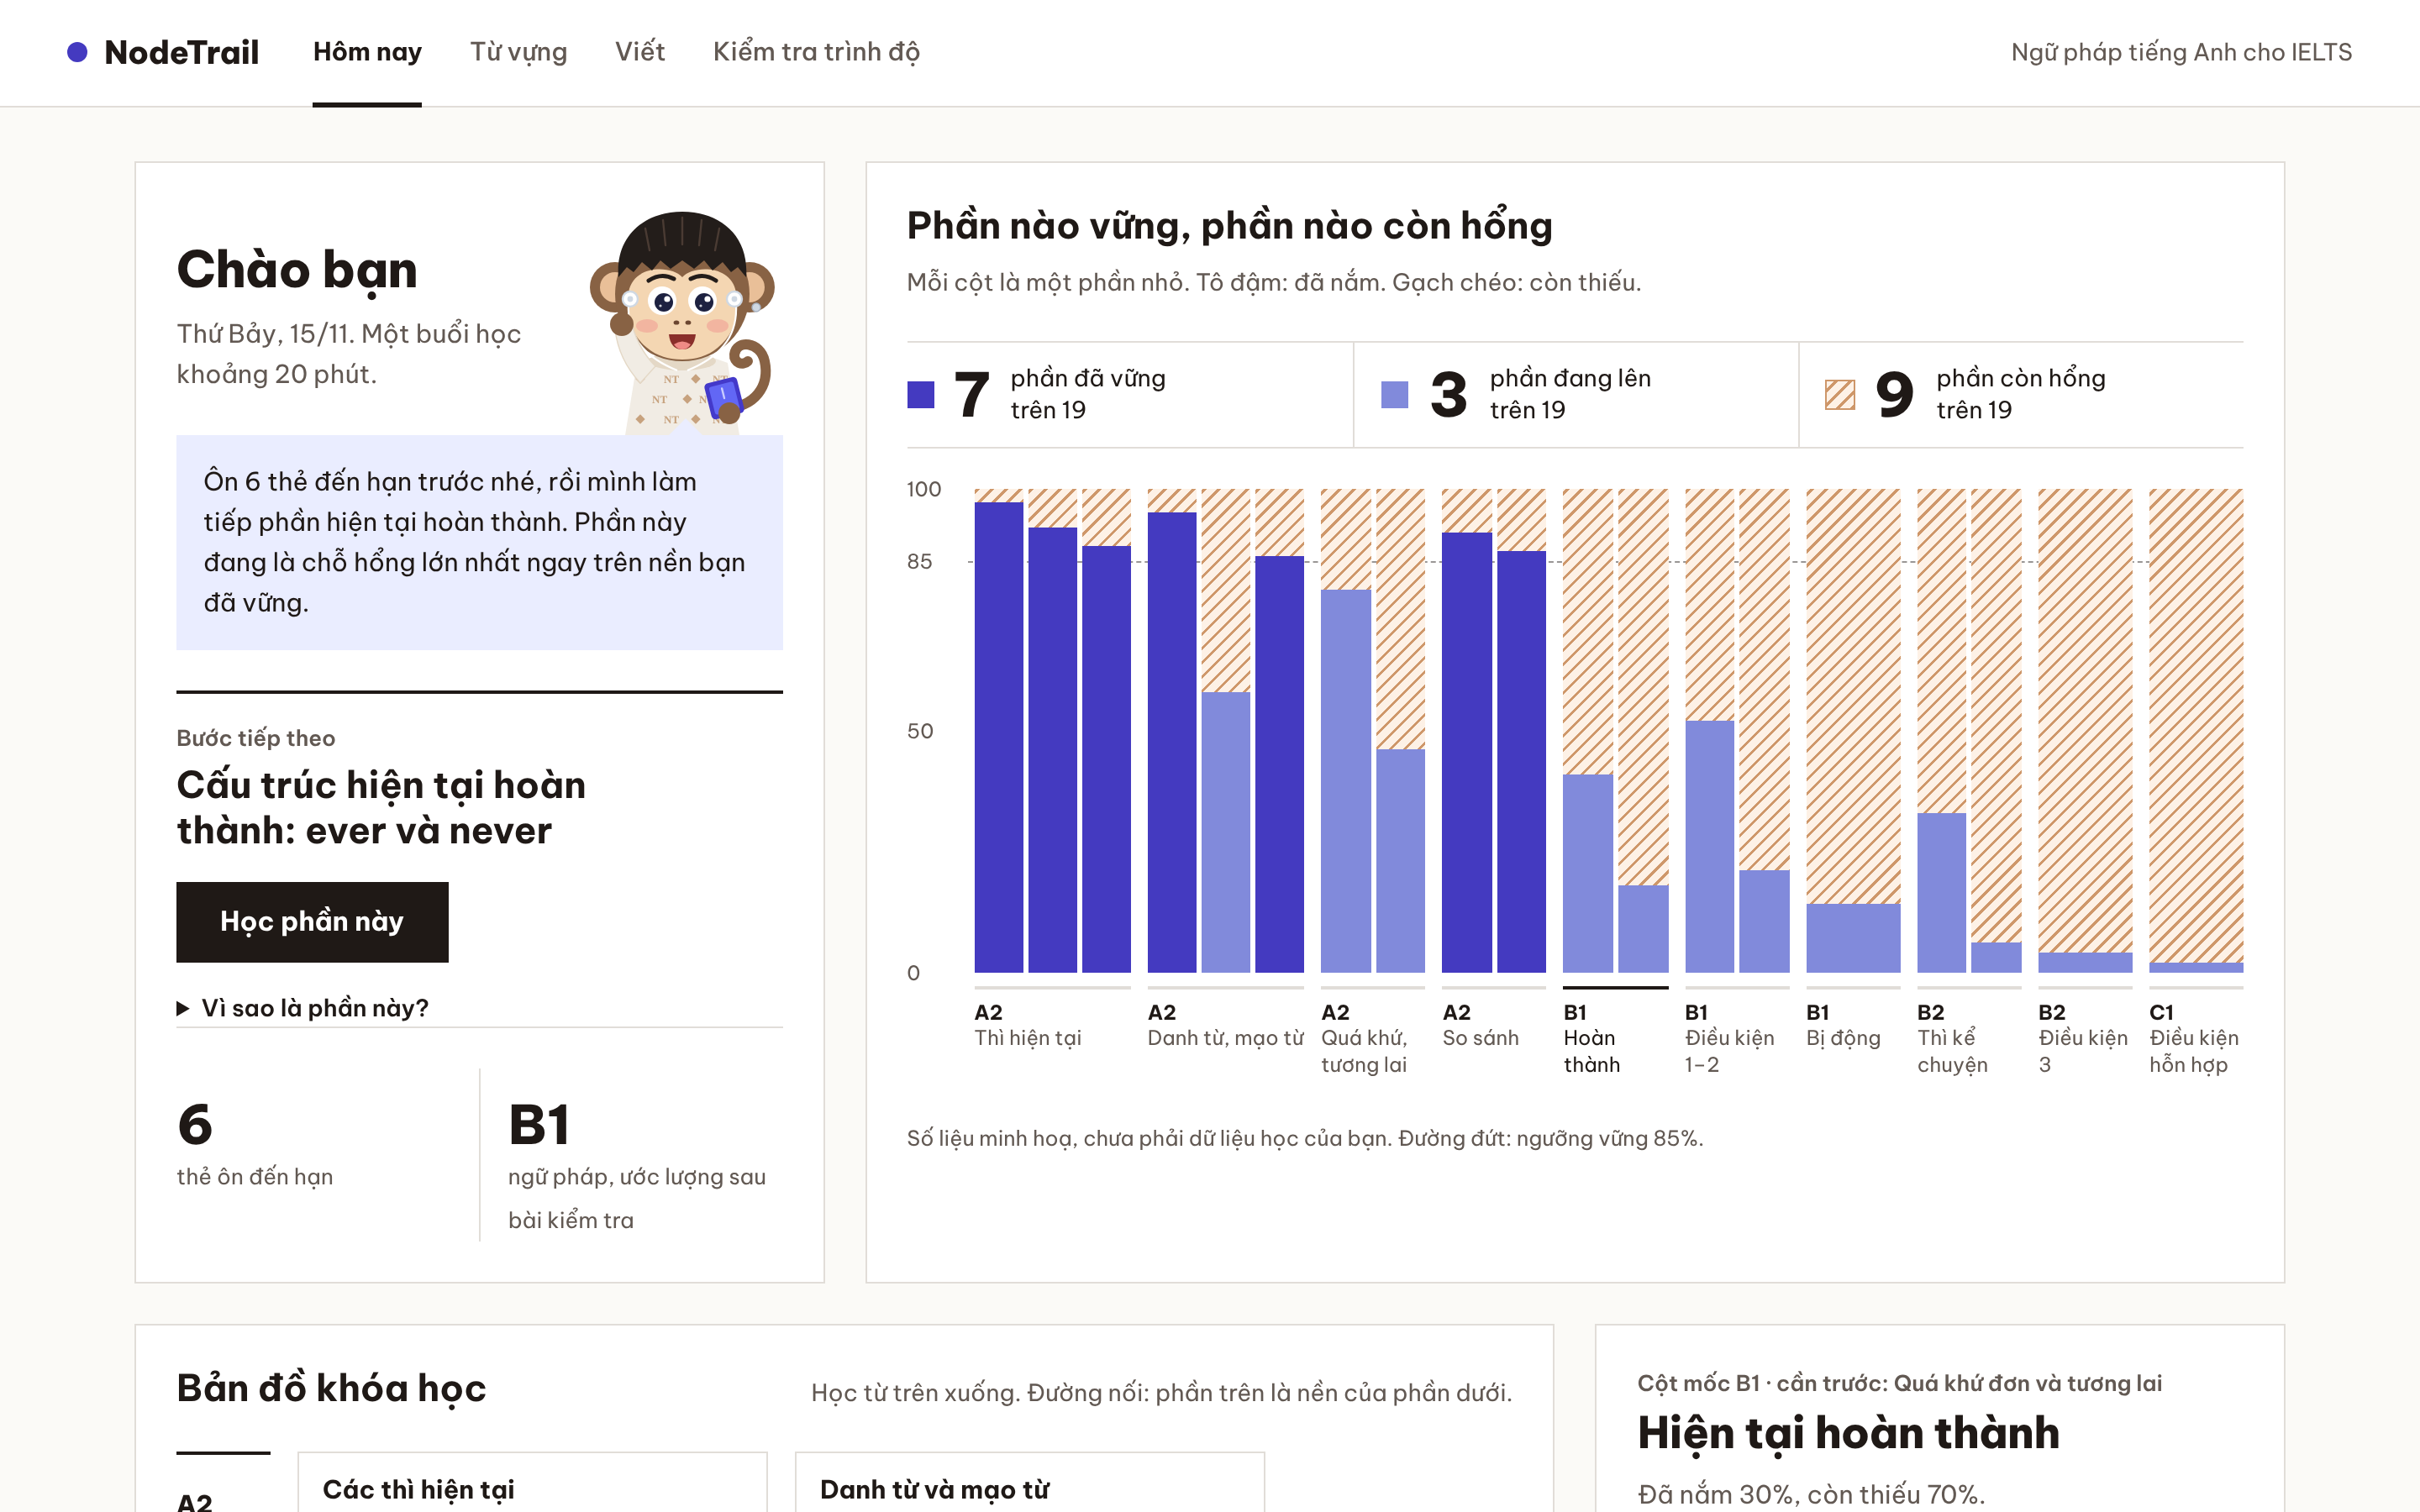 NodeTrail
Hôm nay
Từ vựng
Viết
Kiểm tra trình độ
Ngữ pháp tiếng Anh cho IELTS
Chào bạn
Thứ Bảy, 15/11. Một buổi học
khoảng 20 phút.
NT
NT
NT
Ôn 6 thẻ đến hạn trước nhé, rồi mình làm
tiếp phần hiện tại hoàn thành. Phần này
đang là chỗ hổng lớn nhất ngay trên nền bạn
đã vững.
Bước tiếp theo
Cấu trúc hiện tại hoàn
thành: ever và never
Học phần này
Vì sao là phần này?
6
thẻ ôn đến hạn
B1
ngữ pháp, ước lượng sau
bài kiểm tra
Phần nào vững, phần nào còn hổng
Mỗi cột là một phần nhỏ. Tô đậm: đã nắm. Gạch chéo: còn thiếu.
7 phần đã vững
trên 19
3 phần đang lên
trên 19
9 phần còn hổng
trên 19
100
85
50
0
A2
Thì hiện tại
A2
Danh từ, mạo từ
A2
Quá khứ,
tương lai
A2
So sánh
B1
Hoàn
thành
B1
Điều kiện
1–2
B1
Bị động
B2
Thì kể
chuyện
B2
Điều kiện
3
C1
Điều kiện
hỗn hợp
Số liệu minh hoạ, chưa phải dữ liệu học của bạn. Đường đứt: ngưỡng vững 85%.
Bản đồ khóa học
Học từ trên xuống. Đường nối: phần trên là nền của phần dưới.
A2
Các thì hiện tại
Danh từ và mạo từ
Cột mốc B1 · cần trước: Quá khứ đơn và tương lai
Hiện tại hoàn thành
Đã nắm 30%, còn thiếu 70%.